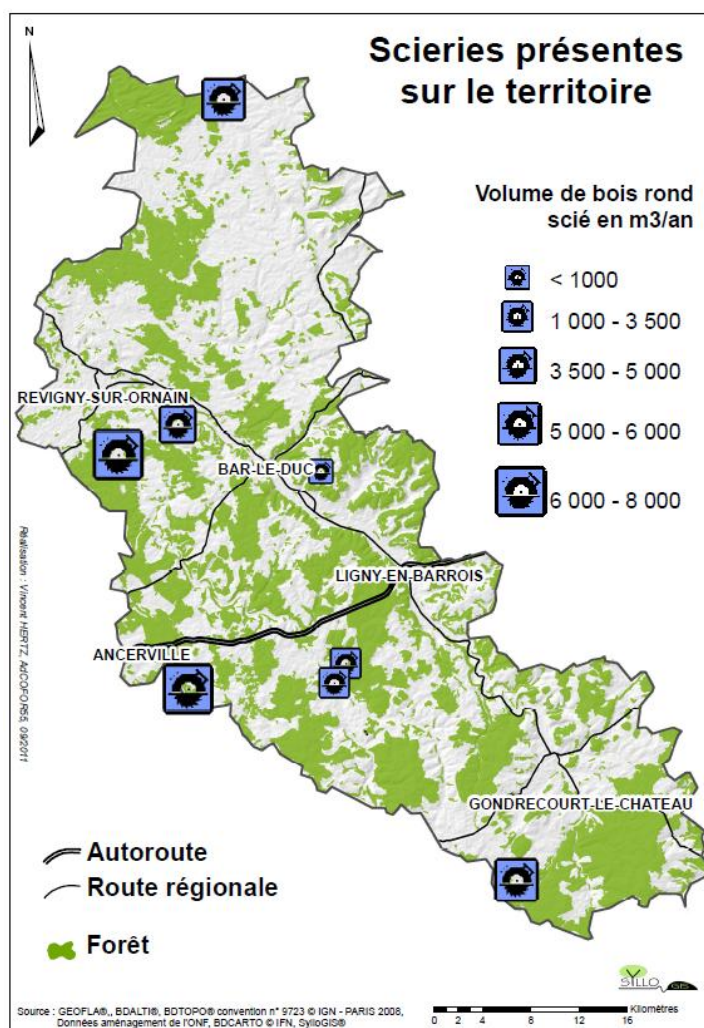 N
Scieries présentes
sur le territoire
Volume de bois rond
scié en m3/an
< 1000
1 000 - 3 500
3 500 - 5 000
5 000 - 6 000
6 000 - 8 000
REVIGNY-SUR-ORNAIN
BAR-LE-DUC
LIGNY-EN-BARROIS
ANCERVILLE
GONDRECOURT-LE-CHATEAU
Réalisation : Vincent HERTZ, AdCOFOR55, 09/2011
Autoroute
Route régionale
Forêt
SYLLO GIS
Source : GEOFLA®,, BDALTI®, BDTOPO® convention n° 9723 © IGN - PARIS 2008,
Données aménagement de l'ONF, BDCARTO © IFN, SylloGIS®
Kilomètres
0 2 4 8 12 16